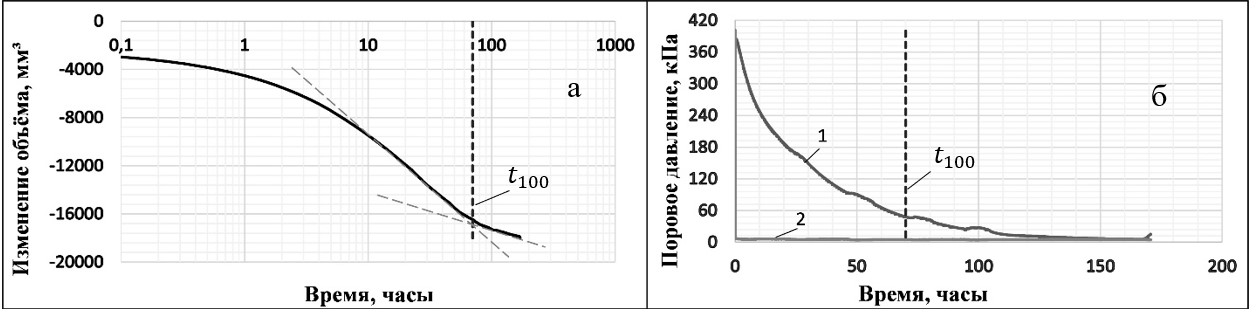 Изменение объёма, мм³
0
-4000
-8000
-12000
-16000
-20000
0,1 1 10 100 1000
а
t100
Время, часы
Поровое давление, кПа
420
360
300
240
180
120
60
0
б
1
t100
2
0 50 100 150 200
Время, часы